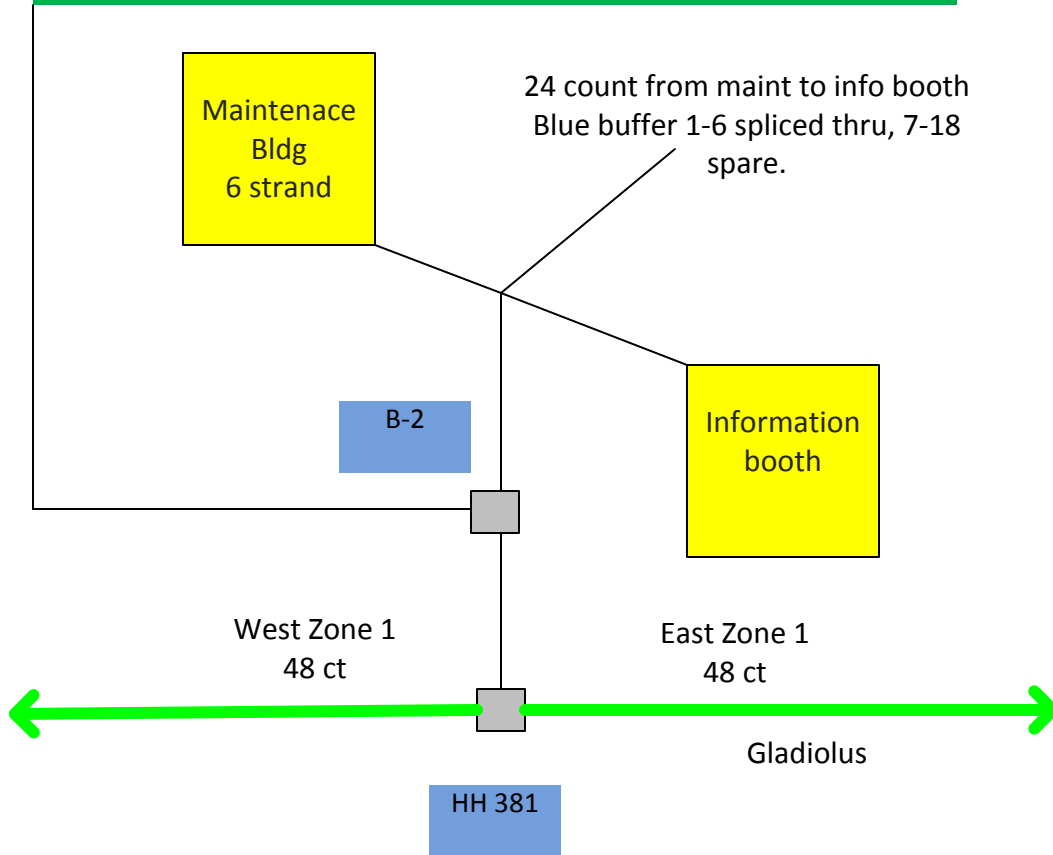 24 count from maint to info booth
Blue buffer 1-6 spliced thru, 7-18
spare.
Maintenace
Bldg
6 strand
B-2
Information
booth
West Zone 1
48 ct
East Zone 1
48 ct
Gladiolus
HH 381